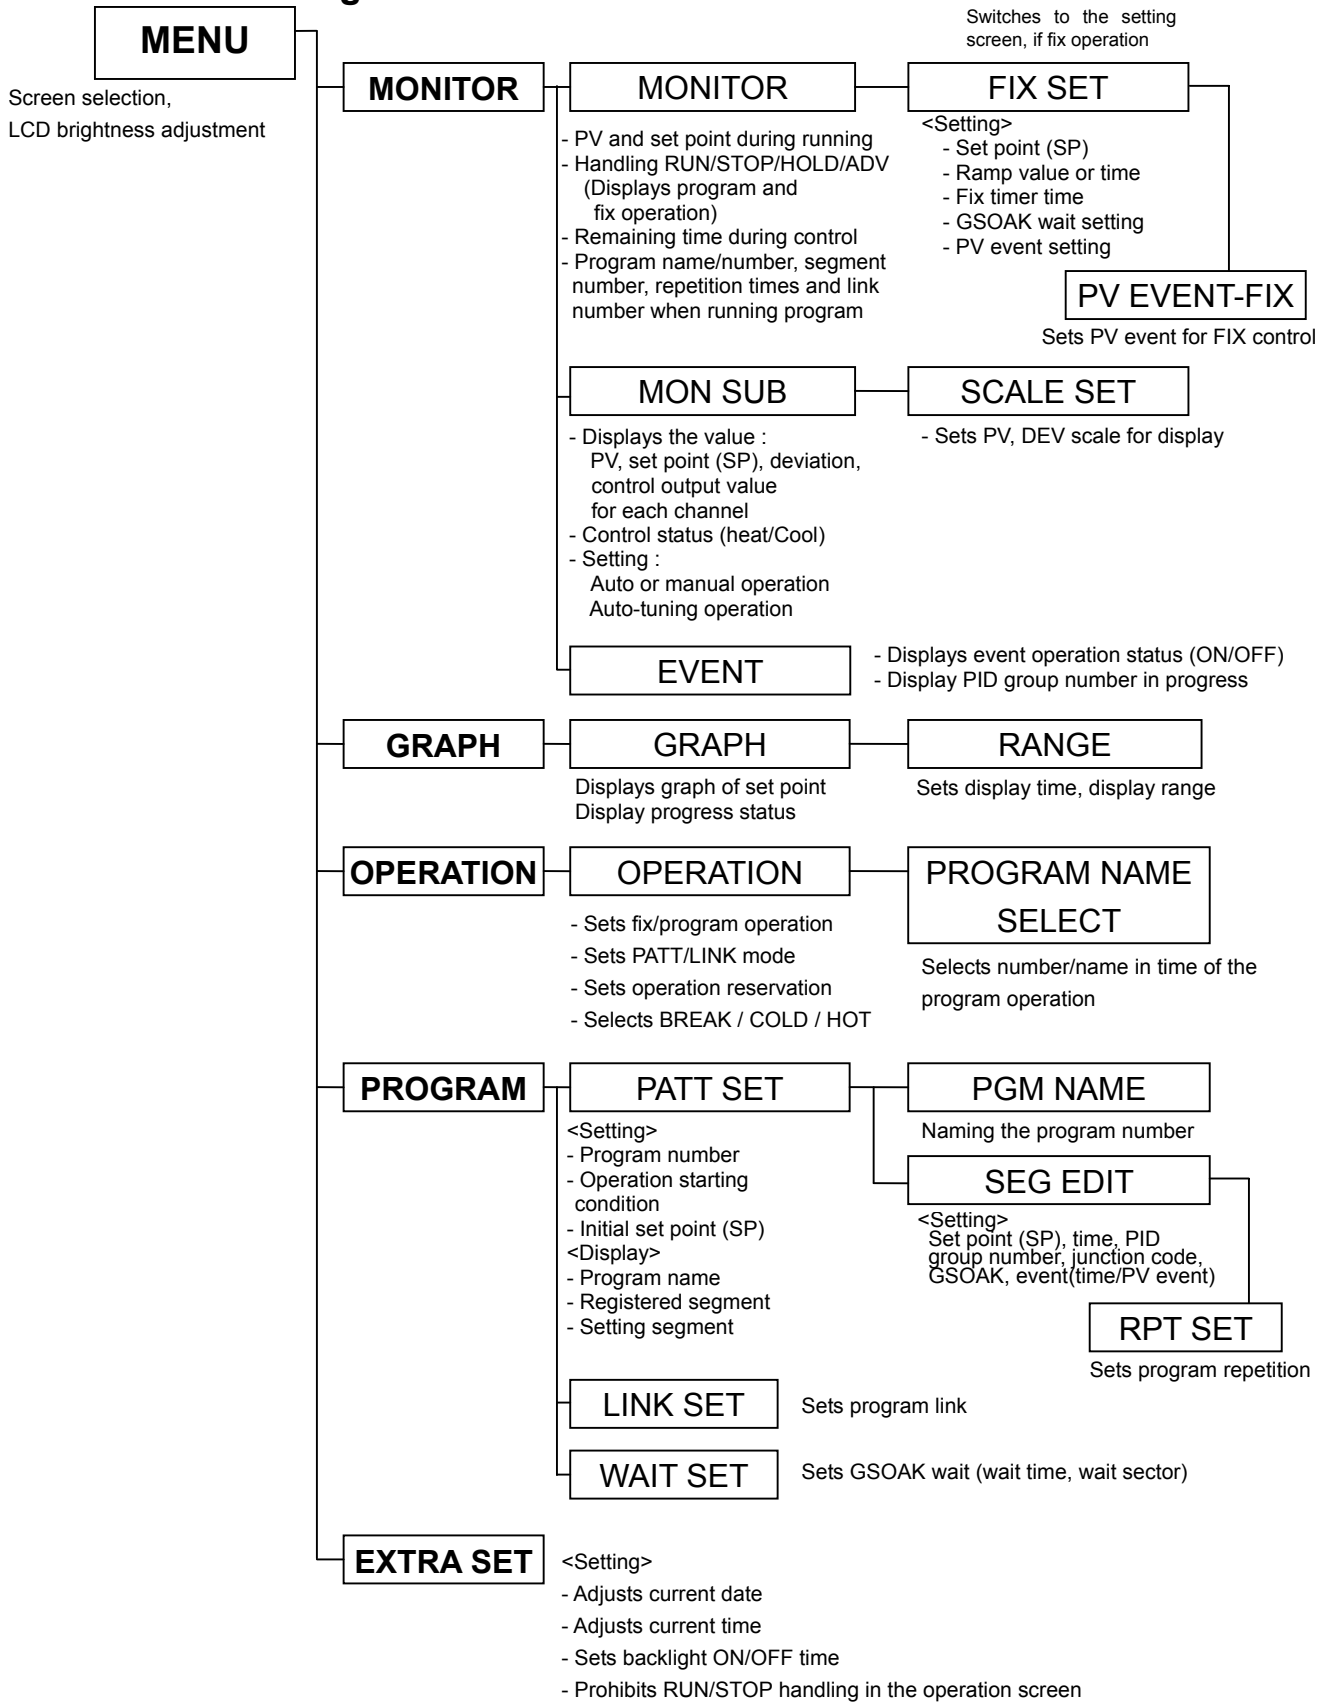 MENU
Screen selection,
LCD brightness adjustment
Switches to the setting
screen, if fix operation
MONITOR
MONITOR
FIX SET
- PV and set point during running
- Handling RUN/STOP/HOLD/ADV
(Displays program and
fix operation)
- Remaining time during control
- Program name/number, segment
number, repetition times and link
number when running program
<Setting>
- Set point (SP)
- Ramp value or time
- Fix timer time
- GSOAK wait setting
- PV event setting
PV EVENT-FIX
Sets PV event for FIX control
MON SUB
SCALE SET
- Displays the value :
PV, set point (SP), deviation,
control output value
for each channel
- Control status (heat/Cool)
- Setting :
Auto or manual operation
Auto-tuning operation
- Sets PV, DEV scale for display
EVENT
- Displays event operation status (ON/OFF)
- Display PID group number in progress
GRAPH
GRAPH
RANGE
Displays graph of set point
Display progress status
Sets display time, display range
OPERATION
OPERATION
PROGRAM NAME
SELECT
- Sets fix/program operation
- Sets PATT/LINK mode
- Sets operation reservation
- Selects BREAK / COLD / HOT
Selects number/name in time of the
program operation
PROGRAM
PATT SET
PGM NAME
<Setting>
- Program number
- Operation starting
condition
- Initial set point (SP)
<Display>
- Program name
- Registered segment
- Setting segment
Naming the program number
SEG EDIT
<Setting>
Set point (SP), time, PID
group number, junction code,
GSOAK, event(time/PV event)
RPT SET
Sets program repetition
LINK SET
Sets program link
WAIT SET
Sets GSOAK wait (wait time, wait sector)
EXTRA SET
<Setting>
- Adjusts current date
- Adjusts current time
- Sets backlight ON/OFF time
- Prohibits RUN/STOP handling in the operation screen